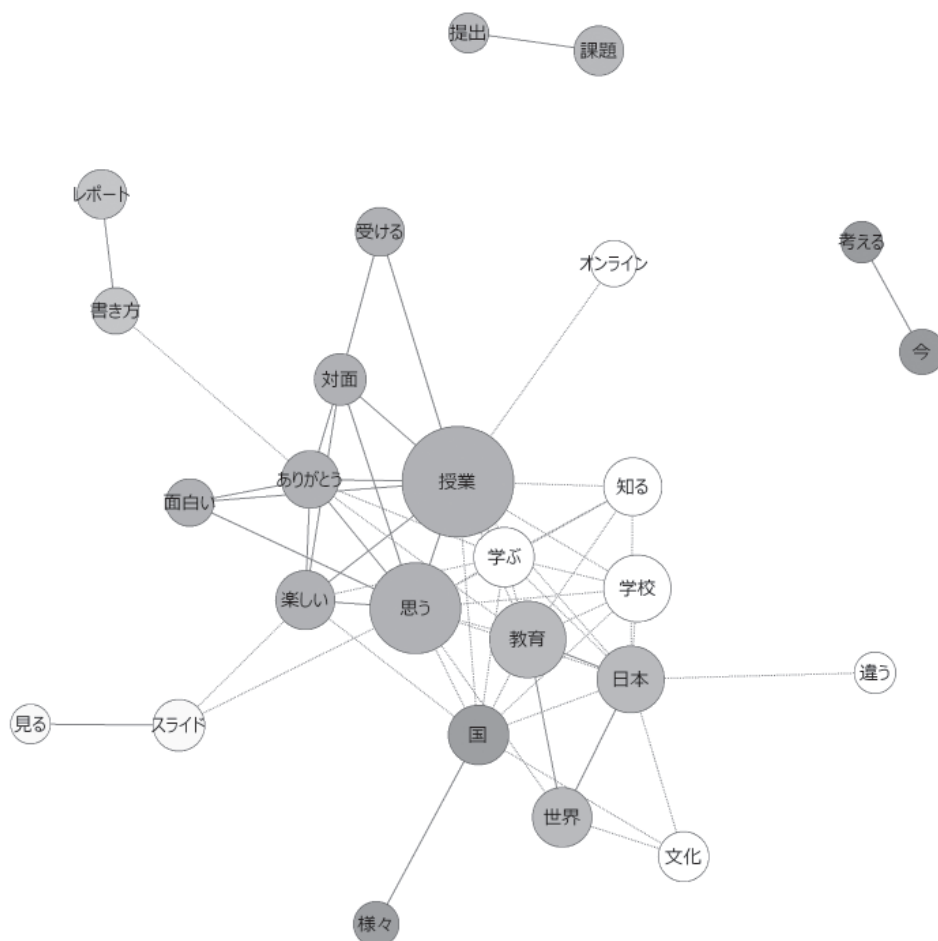 提出
課題
レポート
受ける
考える
オンライン
書き方
今
対面
ありがとう
授業
知る
面白い
学ぶ
学校
楽しい
思う
教育
日本
違う
見る
スライド
国
世界
文化
様々